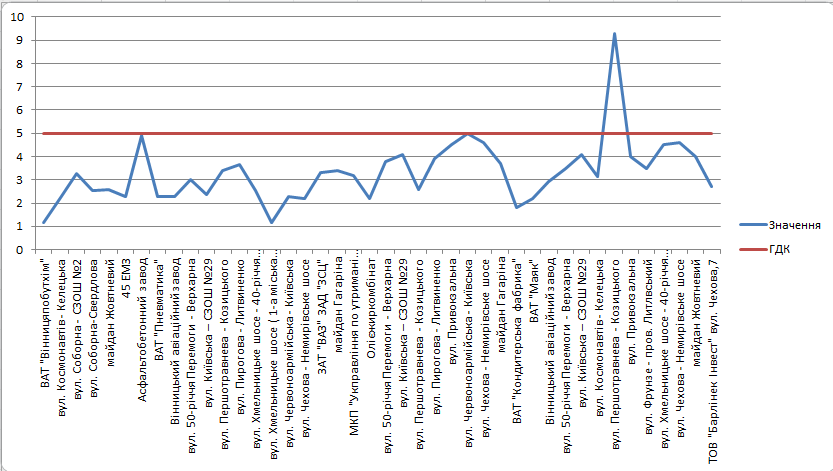 10
9
8
7
6
5
4
3
2
1
0
Значення
ГДК
ВАТ "Вінницяпобутхім"
вул. Космонавтів- Келецька
вул. Соборна - СЗОШ №2
вул. Соборна-Свердлова
майдан Жовтневий
45 ЕМЗ
Асфальтобетонний завод
ВАТ "Пневматика"
Вінницький авіаційний завод
вул. 50-річчя Перемоги - Верхарна
вул. Київська – СЗОШ №29
вул. Першотравнева - Козицького
вул. Пирогова - Литвиненко
вул. Хмельницьке шосе - 40-річчя...
вул. Хмельницьке шосе ( 1-а міська...
вул. Червоноармійська - Київська
вул. Чехова - Немирівське шосе
ЗАТ "ВАЗ" ЗАД "ЗСЦ"
майдан Гагаріна
МКП "Укправління по утримані...
Олієжиркомбінат
вул. 50-річчя Перемоги - Верхарна
вул. Київська – СЗОШ №29
вул. Першотравнева - Козицького
вул. Пирогова - Литвиненко
вул. Привокзальна
вул. Червоноармійська- Київська
вул. Чехова - Немирівське шосе
майдан Гагаріна
ВАТ "Кондитерська фабрика"
ВАТ "Маяк"
Вінницький авіаційний завод
вул. 50-річчя Перемоги - Верхарна
вул. Київська – СЗОШ №29
вул. Космонавтів- Келецька
вул. Першотравнева - Козицького
вул. Привокзальна
вул. Фрунзе - пров. Литлвський
вул. Хмельницьке шосе - 40-річчя...
вул. Чехова - Немирівське шосе
майдан Жовтневий
ТОВ "Барлінек Інвест" вул. Чехова,7